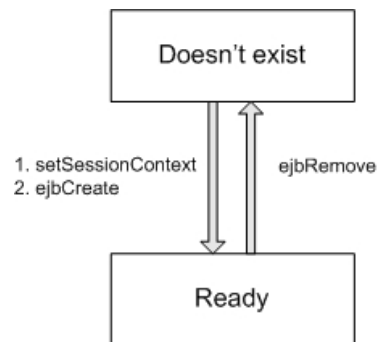 Doesn't exist
1. setSessionContext
2. ejbCreate
ejbRemove
Ready